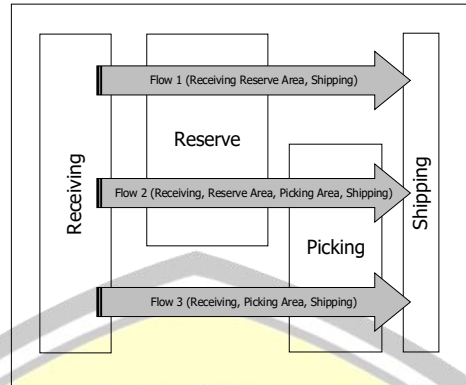 Flow 1 (Receiving Reserve Area, Shipping)
Reserve
Receiving
Flow 2 (Receiving, Reserve Area, Picking Area, Shipping)
Shipping
Picking
Flow 3 (Receiving, Picking Area, Shipping)